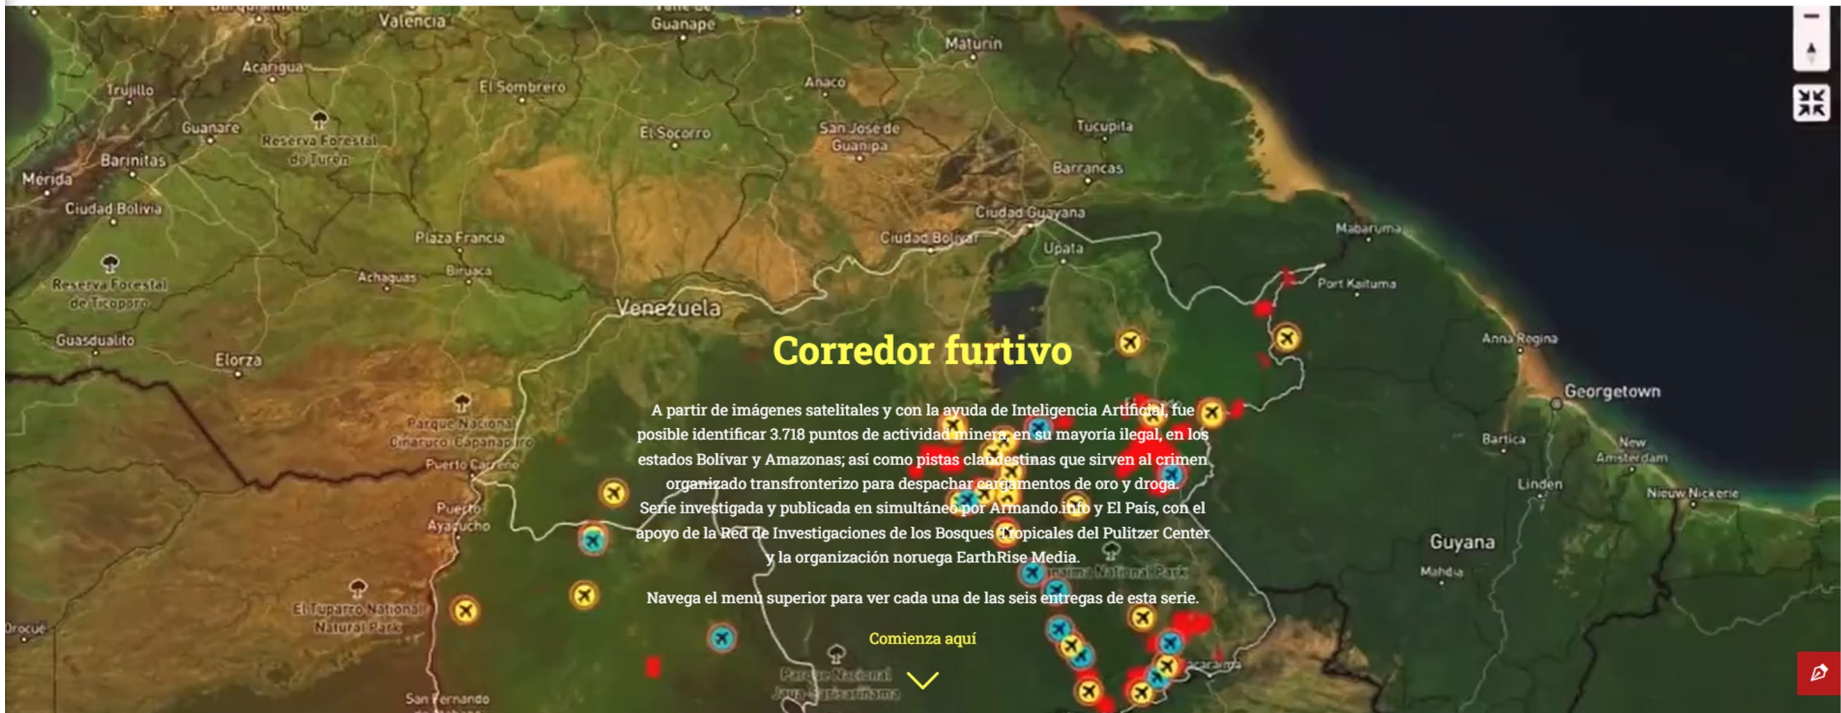 Valencia
Guanape
Maturín
Acarigua
Trujillo
El Sombrero
Anaco
Guanare
Reserva Forestal
de Turén
El Socorro
San José de
Guanipa
Tucupita
Barinitas
Mérida
Barrancas
Ciudad Bolivia
Ciudad Guayana
Plaza Francia
Ciudad Bolívar
Upata
Mabaruma
Reserva Forestal
de Ticoporo
Achaguas
Biruaca
Port Kaituma
Venezuela
Guasdualito
Elorza
Anna Regina
Corredor furtivo
Georgetown
A partir de imágenes satelitales y con la ayuda de Inteligencia Artificial, fue
posible identificar 3.718 puntos de actividad minera, en su mayoría ilegal, en los
estados Bolívar y Amazonas; así como pistas clandestinas que sirven al crimen
organizado transfronterizo para despachar cargamentos de oro y droga.
Serie investigada y publicada en simultáneo por Armando.info y El País, con el
apoyo de la Red de Investigaciones de los Bosques Tropicales del Pulitzer Center
y la organización noruega EarthRise Media.
Navega el menú superior para ver cada una de las seis entregas de esta serie.
Comienza aquí
Parque Nacional
Cinaruco-Capanaparo
Puerto Carreño
Puerto
Ayacucho
Bartica
New
Amsterdam
Linden
Nieuw Nickerie
Guyana
Mahdia
National Park
El Tuparro National
Natural Park
Orocué
Parque Nacional
Jaua-Sarisariñama
San Fernando